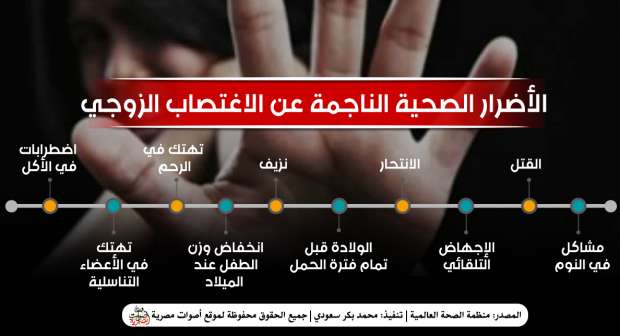 الأضرار الصحية الناجمة عن الاغتصاب الزوجي
القتل
الانتحار
نزيف
تهتك في
الرحم
اضطرابات
في الأكل
مشاكل
في النوم
الإجهاض
التلقائي
الولادة قبل
تمام فترة الحمل
انخفاض وزن
الطفل عند
الميلاد
تهتك
في الأعضاء
التناسلية
المصدر: منظمة الصحة العالمية | تنفيذ: محمد بكر سعودي | جميع الحقوق محفوظة لموقع أصوات مصرية